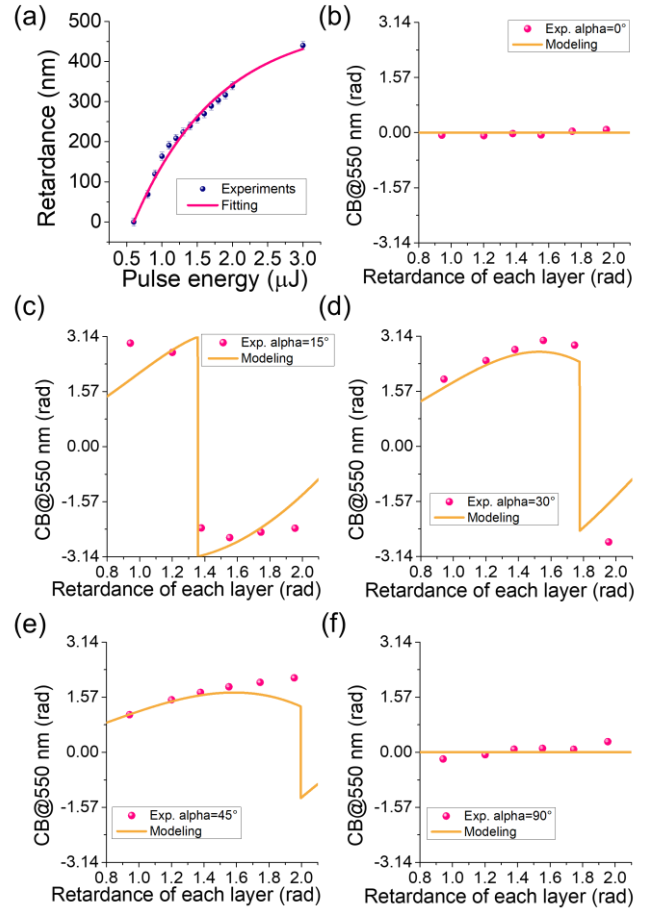 (a)
500
400
300
200
100
0
Retardance (nm)
Experiments
Fitting
0.5 1.0 1.5 2.0 2.5 3.0
Pulse energy (μJ)
(b)
3.14
1.57
0.00
-1.57
-3.14
CB@550 nm (rad)
Exp. alpha=0°
Modeling
0.8 1.0 1.2 1.4 1.6 1.8 2.0
Retardance of each layer (rad)
(c)
3.14
1.57
0.00
-1.57
-3.14
CB@550 nm (rad)
Exp. alpha=15°
Modeling
0.8 1.0 1.2 1.4 1.6 1.8 2.0
Retardance of each layer (rad)
(d)
3.14
1.57
0.00
-1.57
-3.14
CB@550 nm (rad)
Exp. alpha=30°
Modeling
0.8 1.0 1.2 1.4 1.6 1.8 2.0
Retardance of each layer (rad)
(e)
3.14
1.57
0.00
-1.57
-3.14
CB@550 nm (rad)
Exp. alpha=45°
Modeling
0.8 1.0 1.2 1.4 1.6 1.8 2.0
Retardance of each layer (rad)
(f)
3.14
1.57
0.00
-1.57
-3.14
CB@550 nm (rad)
Exp. alpha=90°
Modeling
0.8 1.0 1.2 1.4 1.6 1.8 2.0
Retardance of each layer (rad)